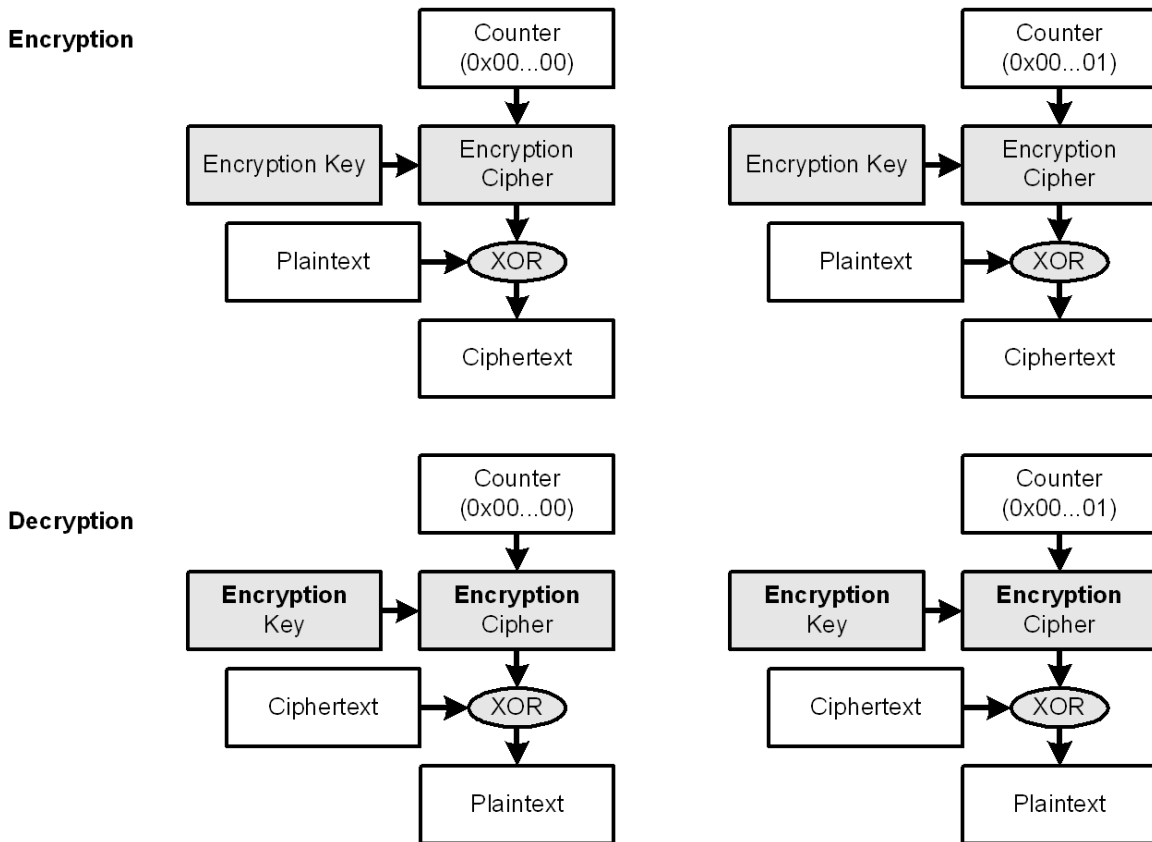 Encryption
Counter
(0x00...00)
Counter
(0x00...01)
Encryption Key
Encryption
Cipher
Encryption Key
Encryption
Cipher
Plaintext
XOR
Plaintext
XOR
Ciphertext
Ciphertext
Decryption
Counter
(0x00...00)
Counter
(0x00...01)
Encryption
Key
Encryption
Cipher
Encryption
Key
Encryption
Cipher
Ciphertext
XOR
Ciphertext
XOR
Plaintext
Plaintext